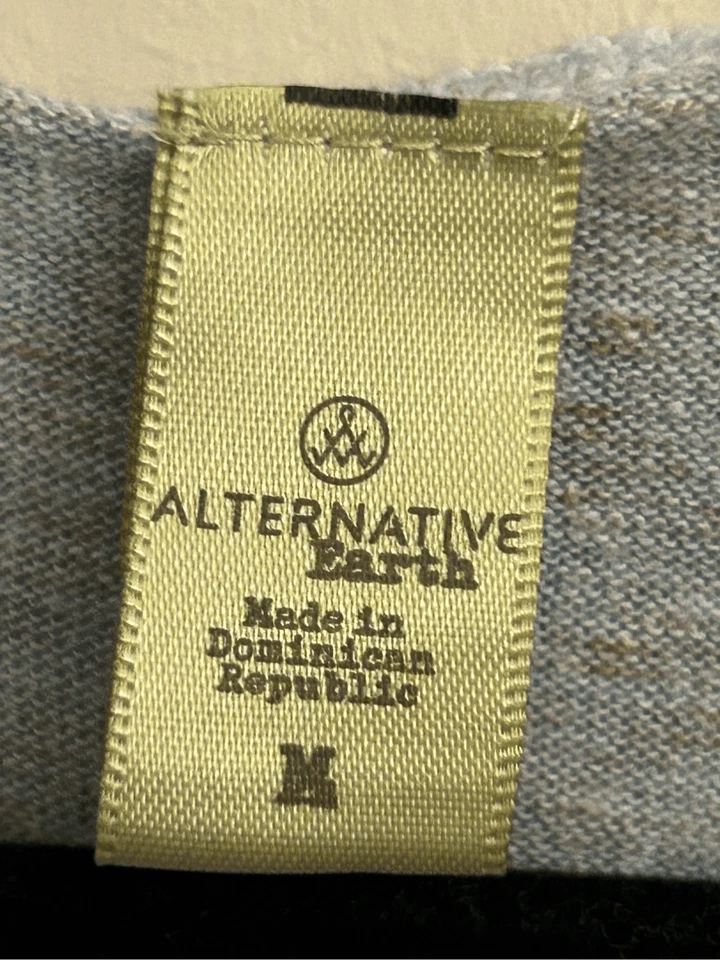 ALTERNATIVE
Earth
Made in
Dominican
Republic
M